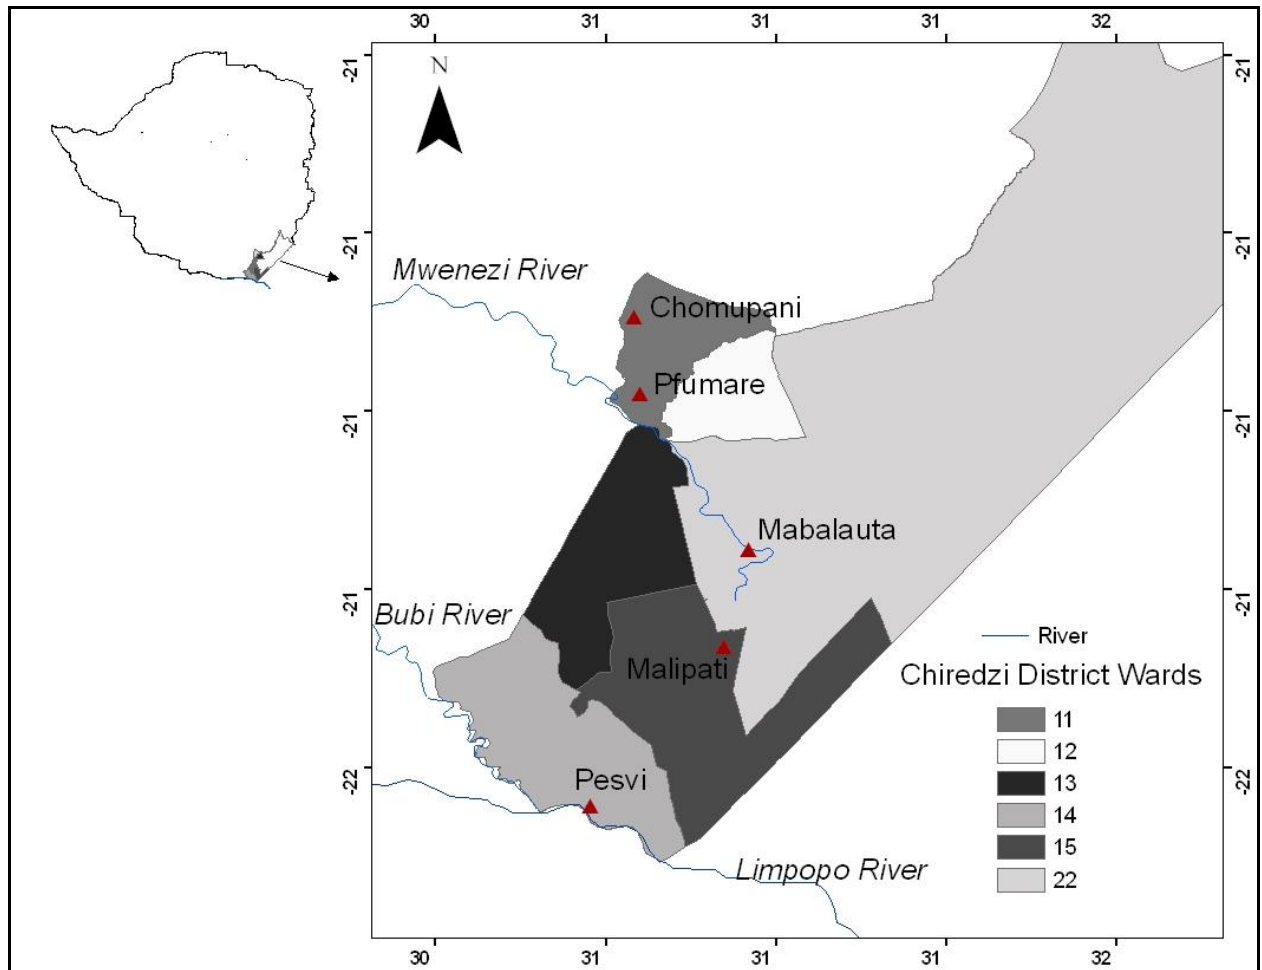 30 31 31 31 32
-21 -21
N
-21 -21
Mwenezi River
Chomupani
Pfumare
-21 -21
Mabalauta
-21 -21
Bubi River
River
Malipati
Chiredzi District Wards
11
12
-22 -22
Pesvi
13
14
15
Limpopo River
22
30 31 31 31 32